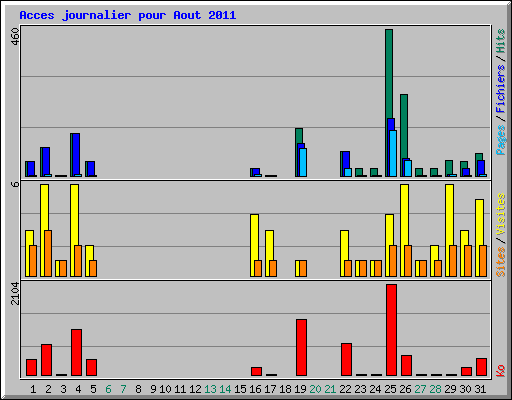 Acces journalier pour Aout 2011
460
Pages/Fichiers/Hits
6
Sites/Visites
2104
Ko
1 2 3 4 5 6 7 8 9 10 11 12 13 14 15 16 17 18 19 20 21 22 23 24 25 26 27 28 29 30 31